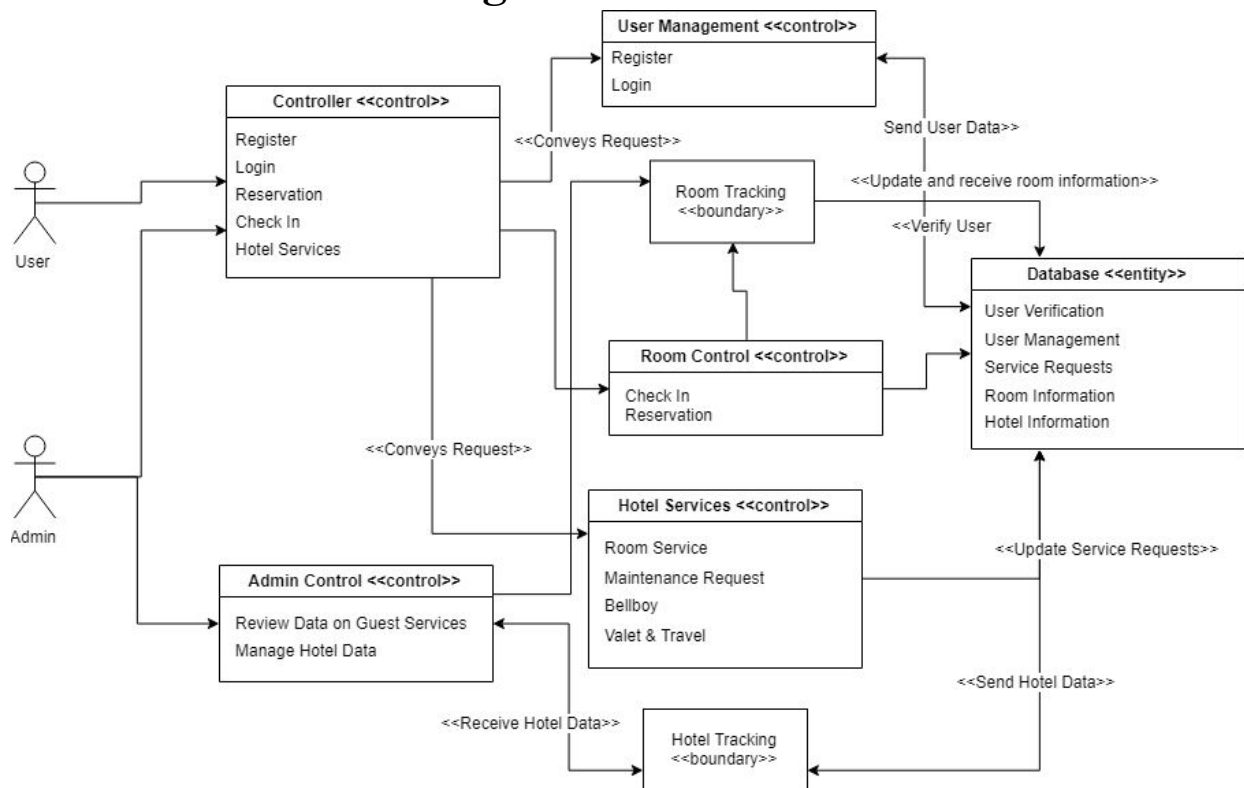 User Management <<control>>
Register
Login
Controller <<control>>
Register
Login
Reservation
Check In
Hotel Services
<<Conveys Request>>
Send User Data>>
User
Room Tracking
<<boundary>>
<<Update and receive room information>>
<<Verify User
Database <<entity>>
User Verification
User Management
Service Requests
Room Information
Hotel Information
Room Control <<control>>
Check In
Reservation
<<Conveys Request>>
Admin
Hotel Services <<control>>
Room Service
Maintenance Request
Bellboy
Valet & Travel
<<Update Service Requests>>
Admin Control <<control>>
Review Data on Guest Services
Manage Hotel Data
<<Send Hotel Data>>
<<Receive Hotel Data>>
Hotel Tracking
<<boundary>>